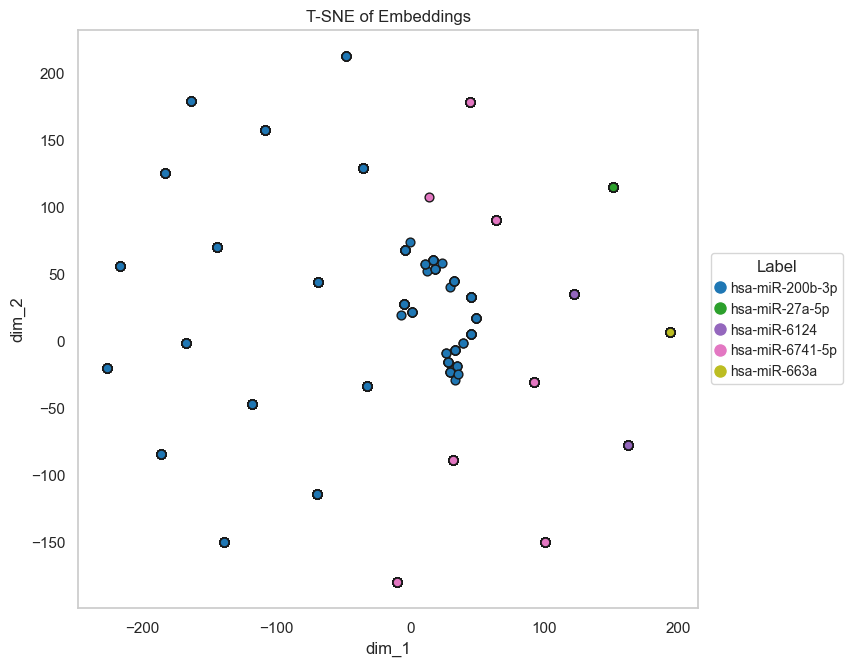 T-SNE of Embeddings
200
150
100
50
0
−50
−100
−150
dim_2
−200
−100
0
100
200
dim_1
Label
hsa-miR-200b-3p
hsa-miR-27a-5p
hsa-miR-6124
hsa-miR-6741-5p
hsa-miR-663a